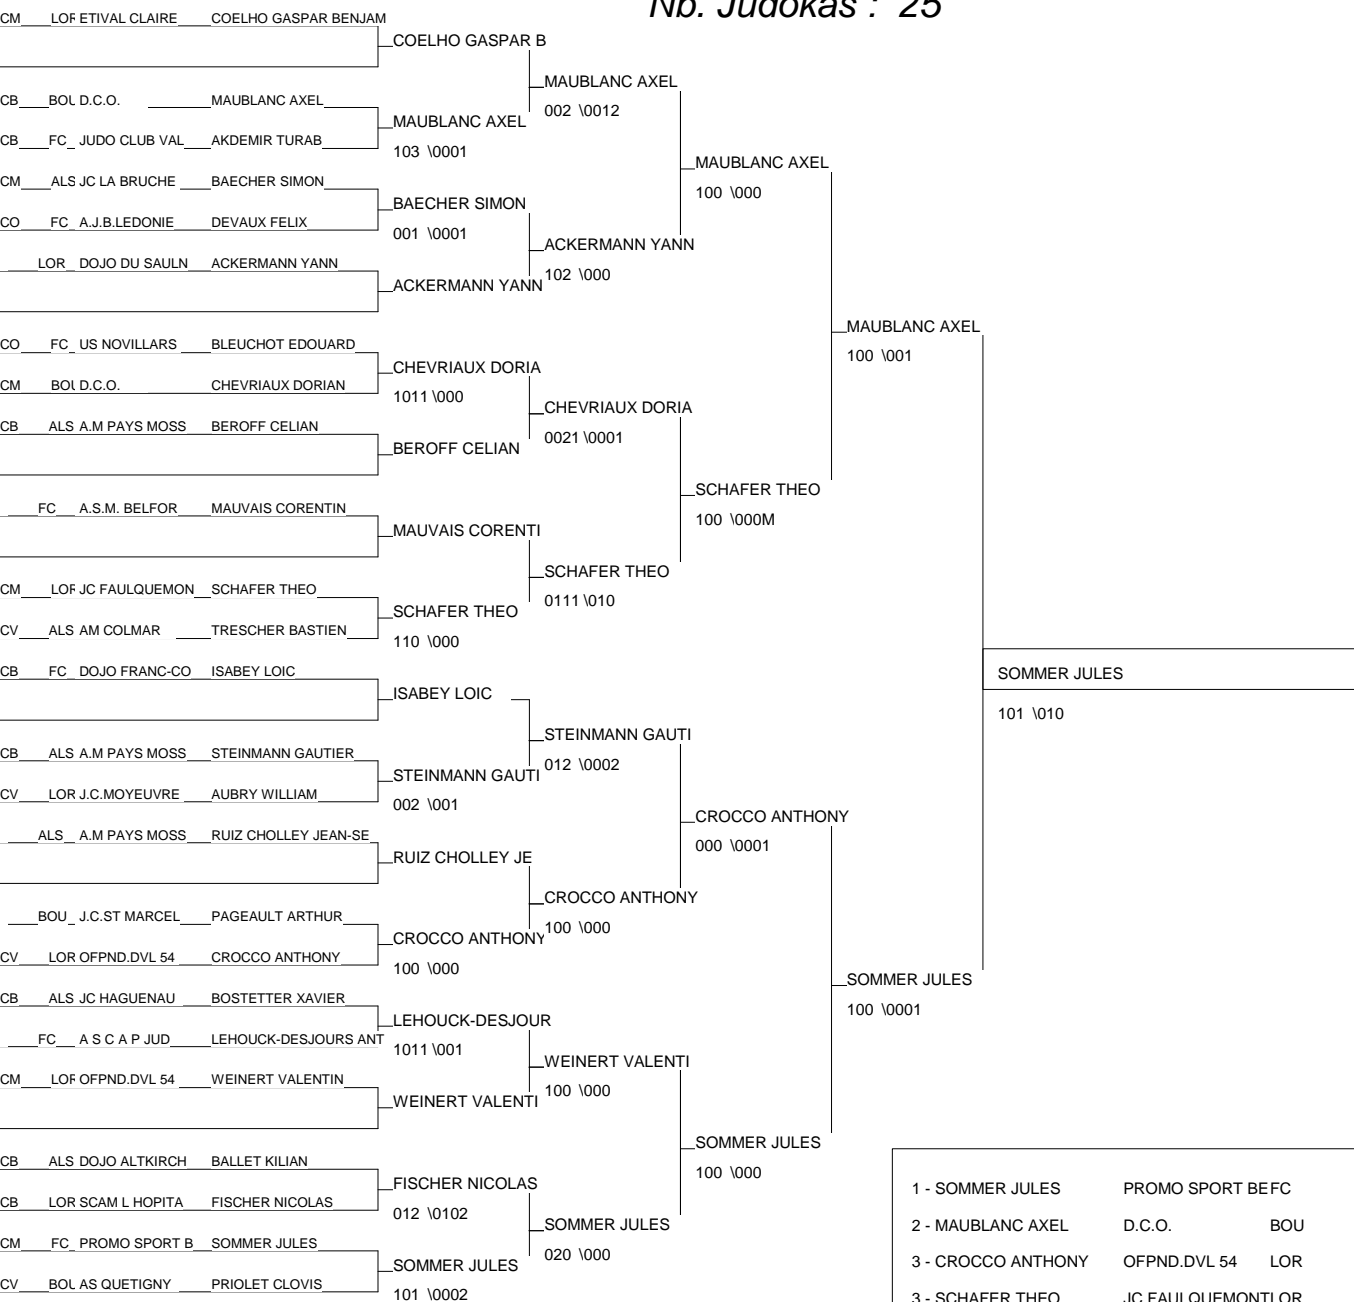 Nb. Judokas : 25
CM LOR ETIVAL CLAIRE COELHO GASPAR BENJAM
COELHO GASPAR B
MAUBLANC AXEL
002 \0012
CB BOU D.C.O. MAUBLANC AXEL
MAUBLANC AXEL
103 \0001
CB FC JUDO CLUB VAL AKDEMIR TURAB
MAUBLANC AXEL
100 \000
CM ALS JC LA BRUCHE BAECHER SIMON
BAECHER SIMON
001 \0001
CO FC A.J.B.LEDONIE DEVAUX FELIX
ACKERMANN YANN
102 \000
LOR DOJO DU SAULN ACKERMANN YANN
ACKERMANN YANN
MAUBLANC AXEL
100 \001
CO FC US NOVILLARS BLEUCHOT EDOUARD
CHEVRIAUX DORIA
1011 \000
CM BOU D.C.O. CHEVRIAUX DORIAN
CHEVRIAUX DORIA
0021 \0001
CB ALS A.M PAYS MOSS BEROFF CELIAN
BEROFF CELIAN
SCHAFER THEO
100 \000M
FC A.S.M. BELFOR MAUVAIS CORENTIN
MAUVAIS CORENTI
SCHAFER THEO
0111 \010
CM LOR JC FAULQUEMON SCHAFER THEO
SCHAFER THEO
110 \000
CV ALS AM COLMAR TRESCHER BASTIEN
SOMMER JULES
101 \010
CB FC DOJO FRANC-CO ISABEY LOIC
ISABEY LOIC
STEINMANN GAUTI
012 \0002
CB ALS A.M PAYS MOSS STEINMANN GAUTIER
STEINMANN GAUTI
002 \001
CV LOR J.C.MOYEUVRE AUBRY WILLIAM
CROCCO ANTHONY
000 \0001
ALS A.M PAYS MOSS RUIZ CHOLLEY JEAN-SE
RUIZ CHOLLEY JE
CROCCO ANTHONY
100 \000
BOU J.C.ST MARCEL PAGEAULT ARTHUR
CROCCO ANTHONY
100 \000
CV LOR OFPND.DVL 54 CROCCO ANTHONY
SOMMER JULES
100 \0001
CB ALS JC HAGUENAU BOSTETTER XAVIER
LEHOUCK-DESJOUR
1011 \001
FC A S C A P JUD LEHOUCK-DESJOURS ANT
WEINERT VALENTI
100 \000
CM LOR OFPND.DVL 54 WEINERT VALENTIN
WEINERT VALENTI
SOMMER JULES
100 \000
CB ALS DOJO ALTKIRCH BALLET KILIAN
FISCHER NICOLAS
012 \0102
CB LOR SCAM L HOPITA FISCHER NICOLAS
SOMMER JULES
020 \000
CM FC PROMO SPORT B SOMMER JULES
SOMMER JULES
101 \0002
CV BOU AS QUETIGNY PRIOLET CLOVIS
1 - SOMMER JULES PROMO SPORT BE FC
2 - MAUBLANC AXEL D.C.O. BOU
3 - CROCCO ANTHONY OFPND.DVL 54 LOR
3 - SCHAFER THEO JC FAULQUEMONT LOR